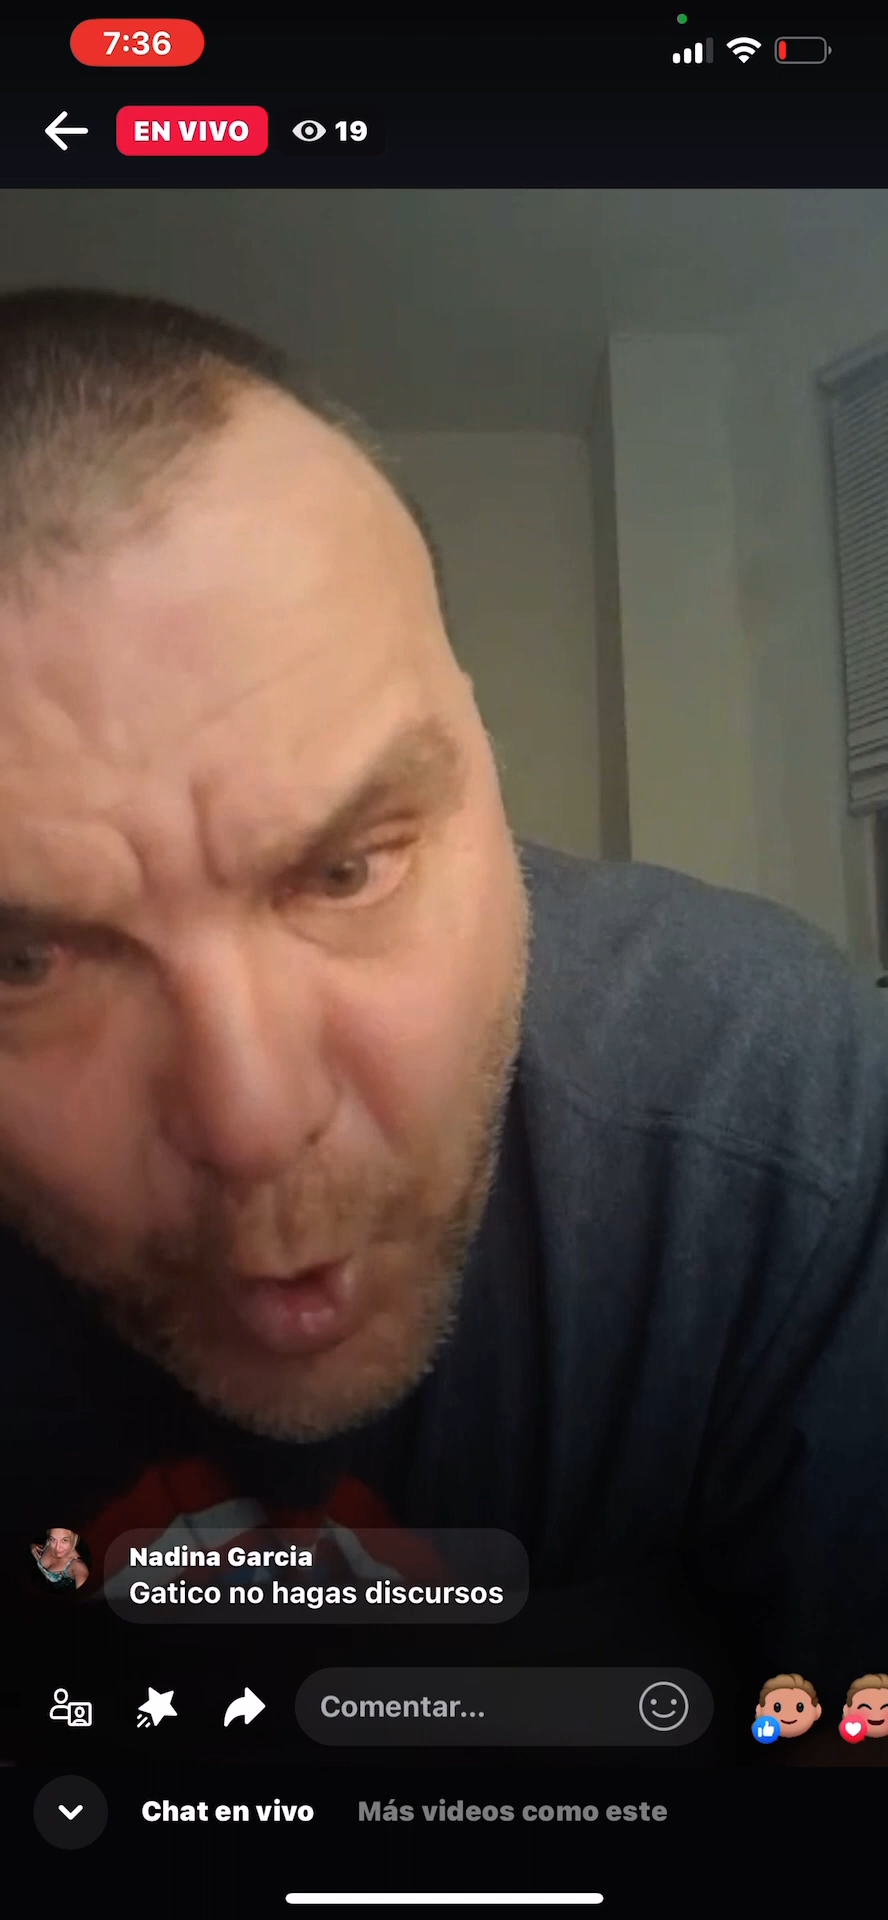 7:36
EN VIVO
19
Nadina Garcia
Gatico no hagas discursos
Comentar...
Chat en vivo
Más videos como este